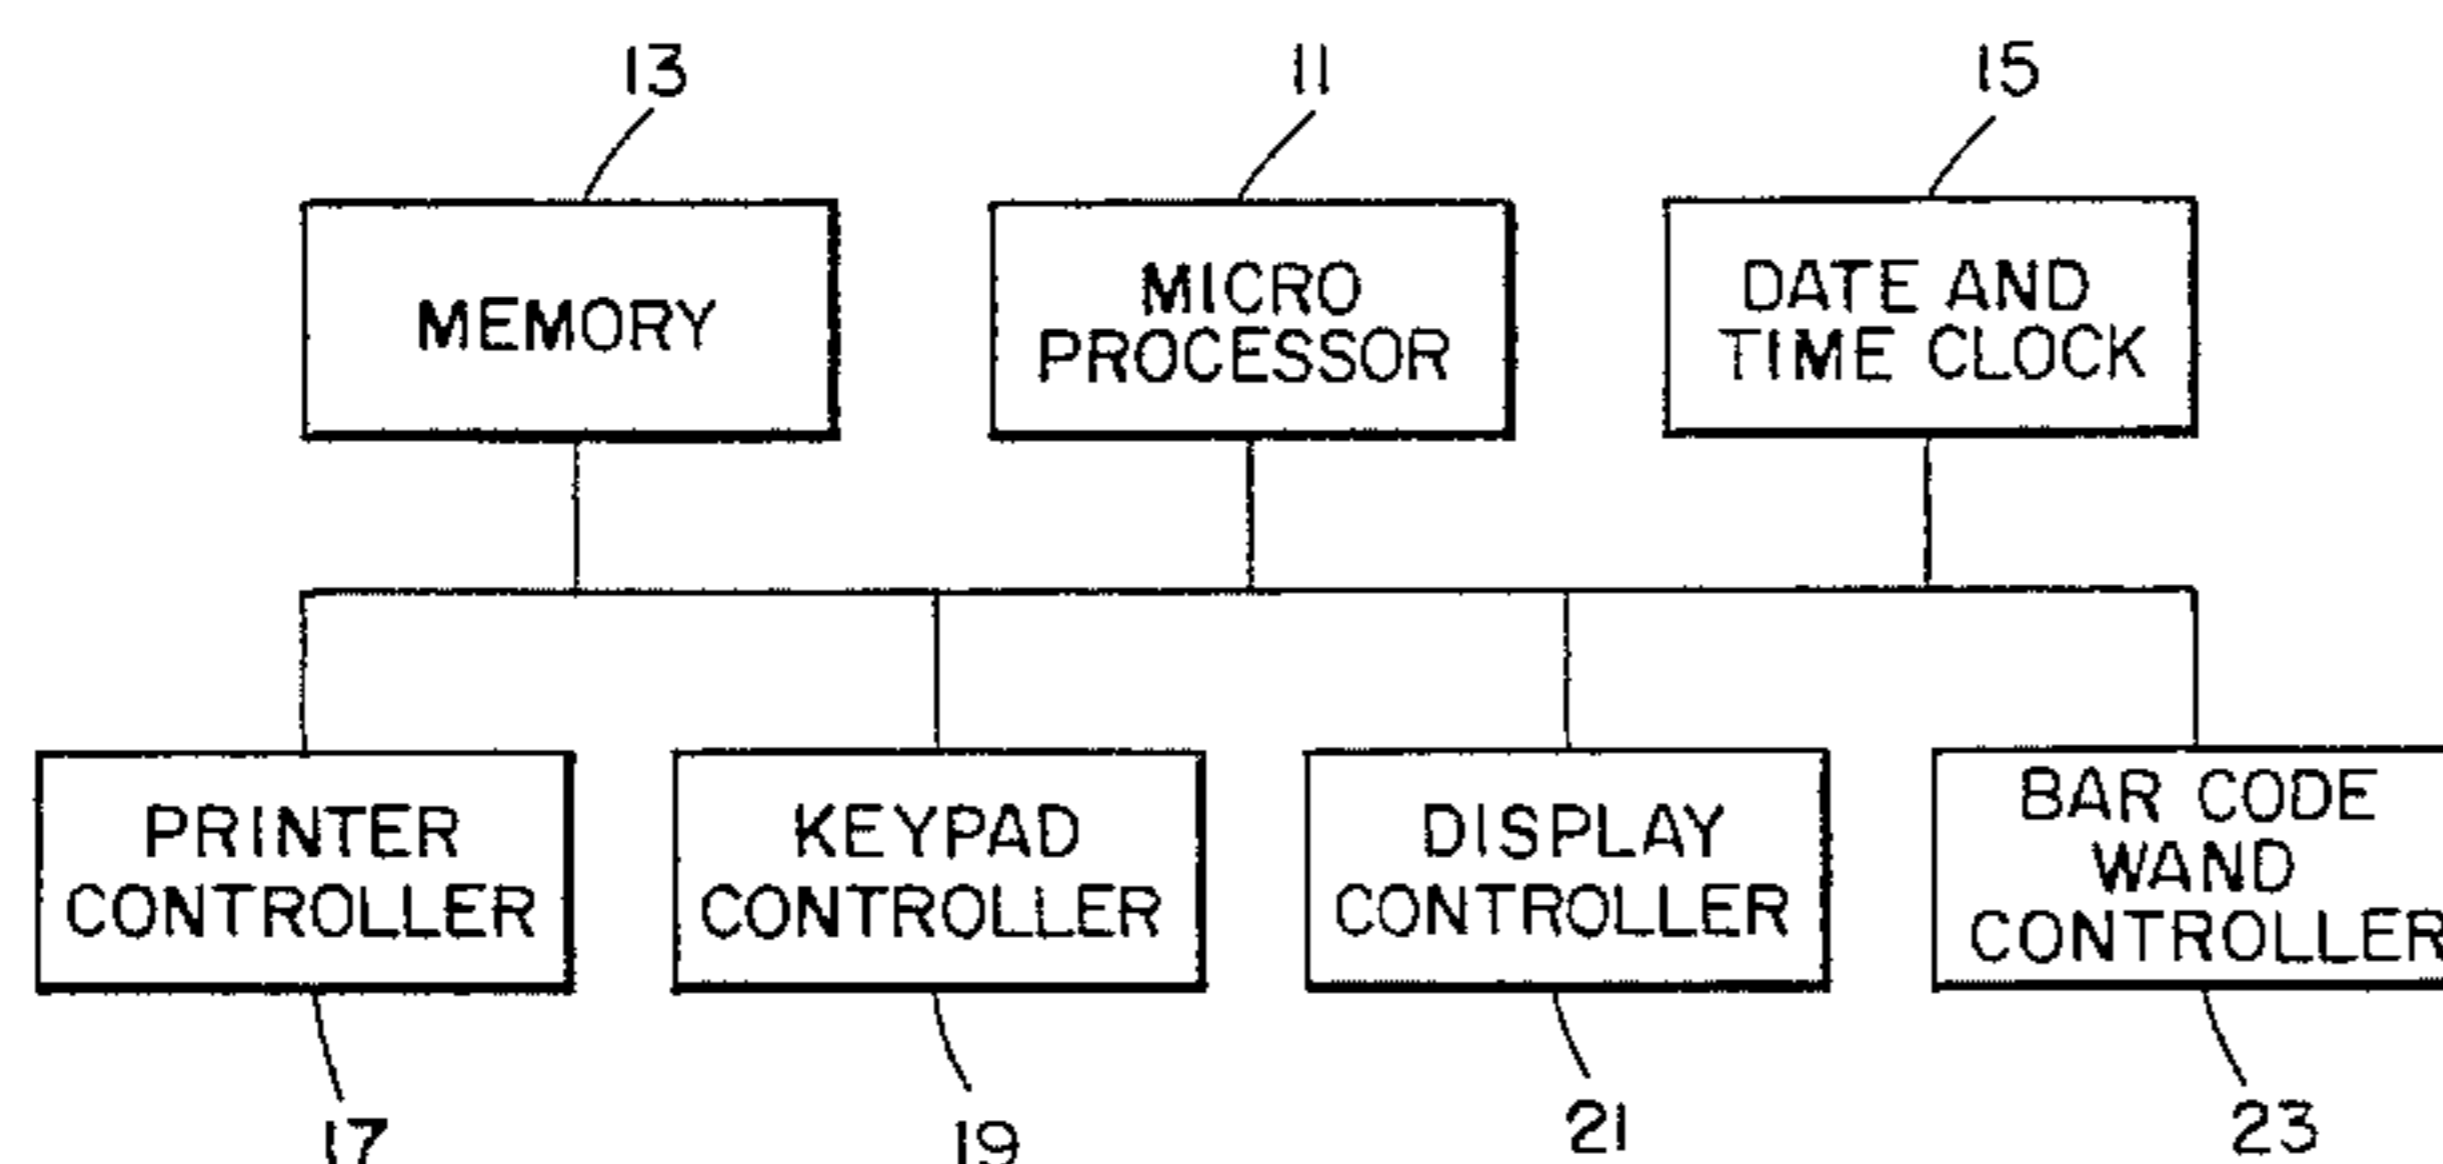 13
11
15
MEMORY
MICRO
PROCESSOR
DATE AND
TIME CLOCK
PRINTER
CONTROLLER
KEYPAD
CONTROLLER
DISPLAY
CONTROLLER
BAR CODE
WAND
CONTROLLER
17
19
21
23